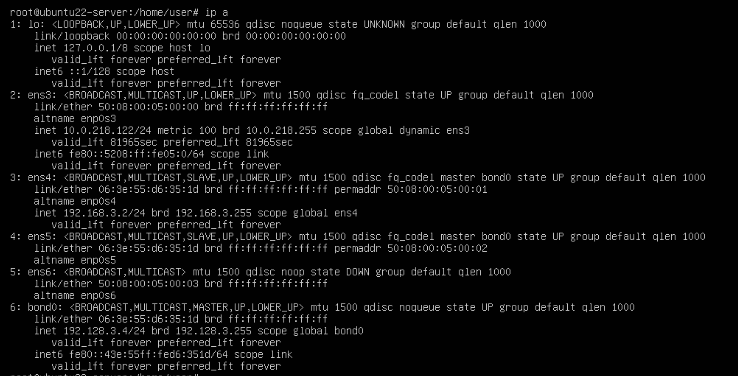 root@ubuntu22-server:/home/user# ip a
1: lo: <LOOPBACK,UP,LOWER_UP> mtu 65536 qdisc noqueue state UNKNOWN group default qlen 1000
    link/loopback 00:00:00:00:00:00 brd 00:00:00:00:00:00
    inet 127.0.0.1/8 scope host lo
       valid_lft forever preferred_lft forever
    inet6 ::1/128 scope host
       valid_lft forever preferred_lft forever
2: ens3: <BROADCAST,MULTICAST,UP,LOWER_UP> mtu 1500 qdisc fq_codel state UP group default qlen 1000
    link/ether 50:08:00:05:00:00 brd ff:ff:ff:ff:ff:ff
    altname enp0s3
    inet 10.0.218.122/24 metric 100 brd 10.0.218.255 scope global dynamic ens3
       valid_lft 81965sec preferred_lft 81965sec
    inet6 fe80::5208:ff:fe05:0/64 scope link
       valid_lft forever preferred_lft forever
3: ens4: <BROADCAST,MULTICAST,SLAVE,UP,LOWER_UP> mtu 1500 qdisc fq_codel master bond0 state UP group default qlen 1000
    link/ether 06:3e:55:d6:35:1d brd ff:ff:ff:ff:ff:ff permaddr 50:08:00:05:00:01
    altname enp0s4
    inet 192.168.3.2/24 brd 192.168.3.255 scope global ens4
       valid_lft forever preferred_lft forever
4: ens5: <BROADCAST,MULTICAST,SLAVE,UP,LOWER_UP> mtu 1500 qdisc fq_codel master bond0 state UP group default qlen 1000
    link/ether 06:3e:55:d6:35:1d brd ff:ff:ff:ff:ff:ff permaddr 50:08:00:05:00:02
    altname enp0s5
5: ens6: <BROADCAST,MULTICAST> mtu 1500 qdisc noop state DOWN group default qlen 1000
    link/ether 50:08:00:05:00:03 brd ff:ff:ff:ff:ff:ff
    altname enp0s6
6: bond0: <BROADCAST,MULTICAST,MASTER,UP,LOWER_UP> mtu 1500 qdisc noqueue state UP group default qlen 1000
    link/ether 06:3e:55:d6:35:1d brd ff:ff:ff:ff:ff:ff
    inet 192.128.3.4/24 brd 192.128.3.255 scope global bond0
       valid_lft forever preferred_lft forever
    inet6 fe80::43e:55ff:fed6:351d/64 scope link
       valid_lft forever preferred_lft forever